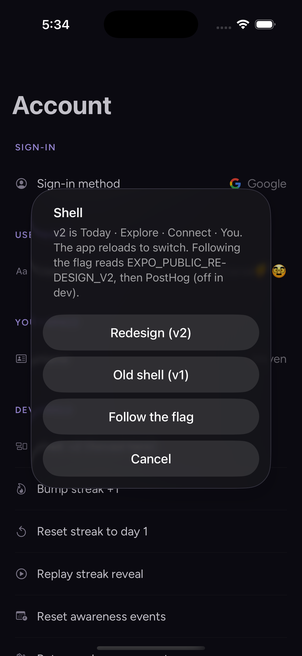 5:34
Account
SIGN-IN
Sign-in method
Google
Shell
v2 is Today · Explore · Connect · You.
The app reloads to switch. Following
the flag reads EXPO_PUBLIC_RE-
DESIGN_V2, then PostHog (off in
dev).
Aa
Redesign (v2)
Old shell (v1)
Follow the flag
Cancel
Bump streak +1
Reset streak to day 1
Replay streak reveal
Reset awareness events